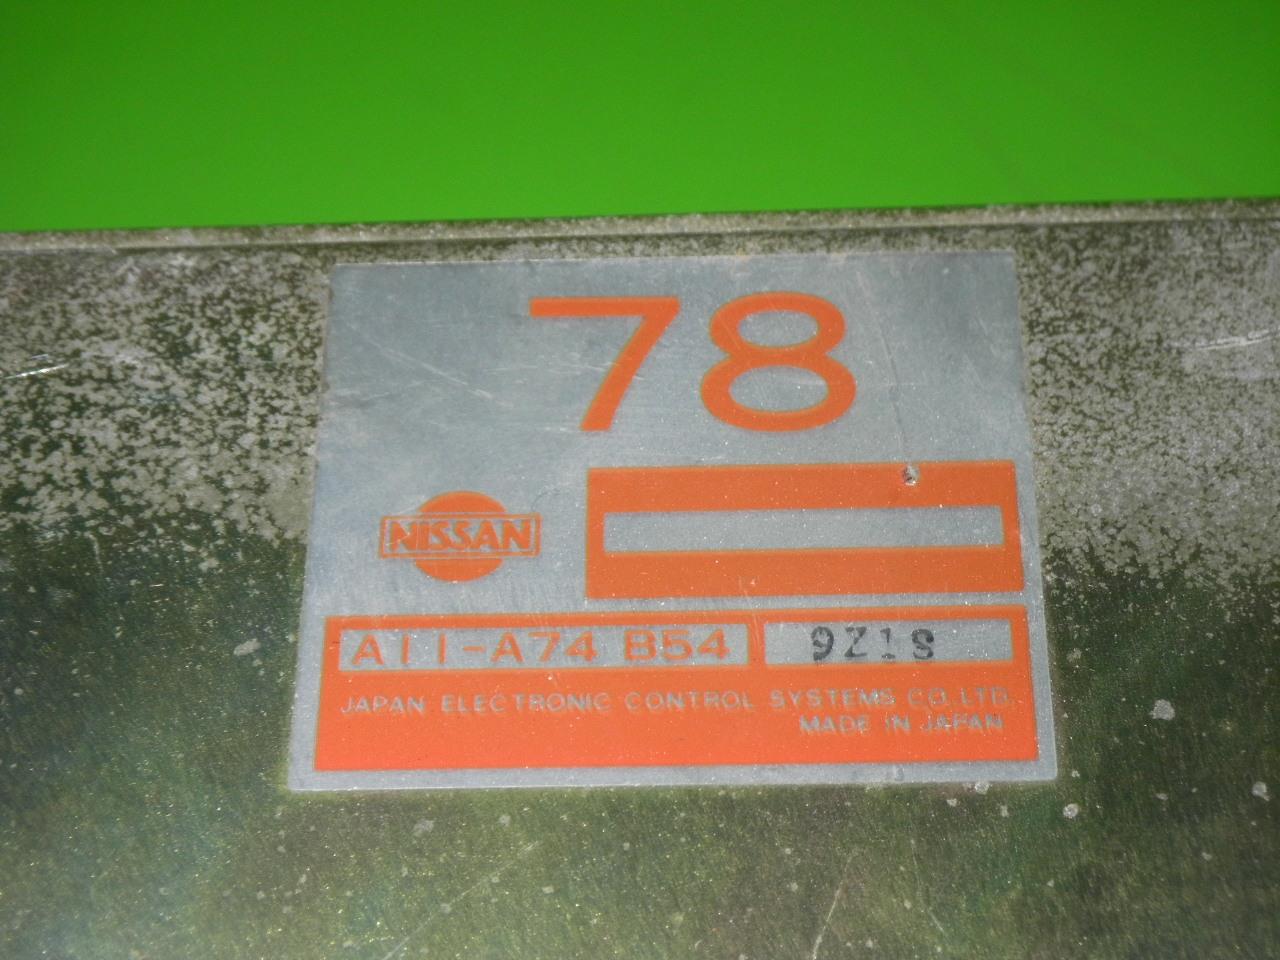 78
NISSAN
A11-A74 B54 9Z1S
JAPAN ELECTRONIC CONTROL SYSTEMS CO.,LTD.
MADE IN JAPAN